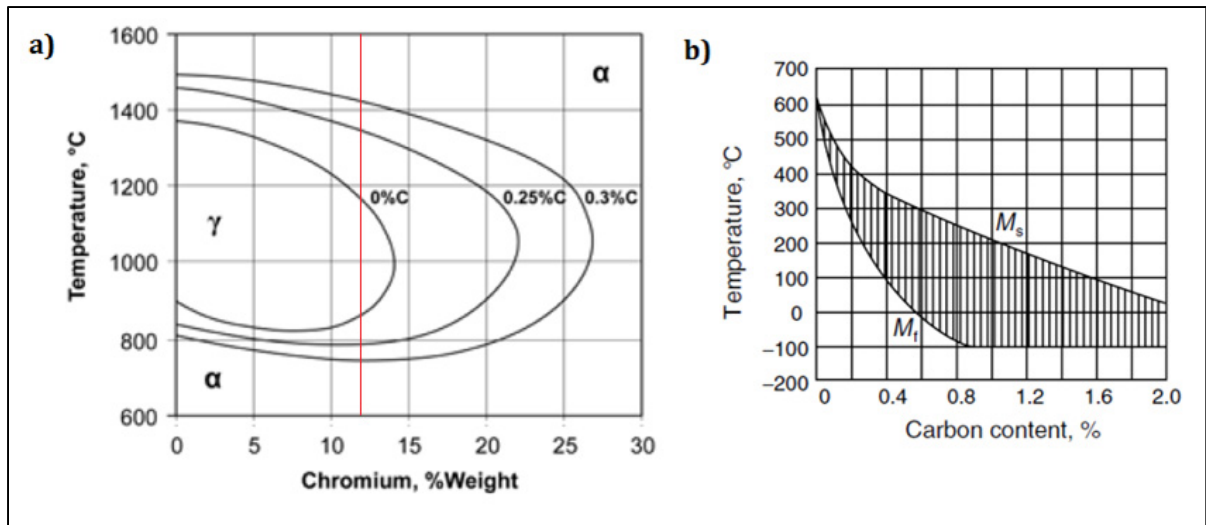 a)
1600
1400
1200
1000
800
600
Temperature, °C
α
0%C
0.25%C
0.3%C
γ
α
0
5
10
15
20
25
30
Chromium, %Weight
b)
700
600
500
400
300
200
100
0
−100
−200
Temperature, °C
Ms
Mf
0
0.4
0.8
1.2
1.6
2.0
Carbon content, %